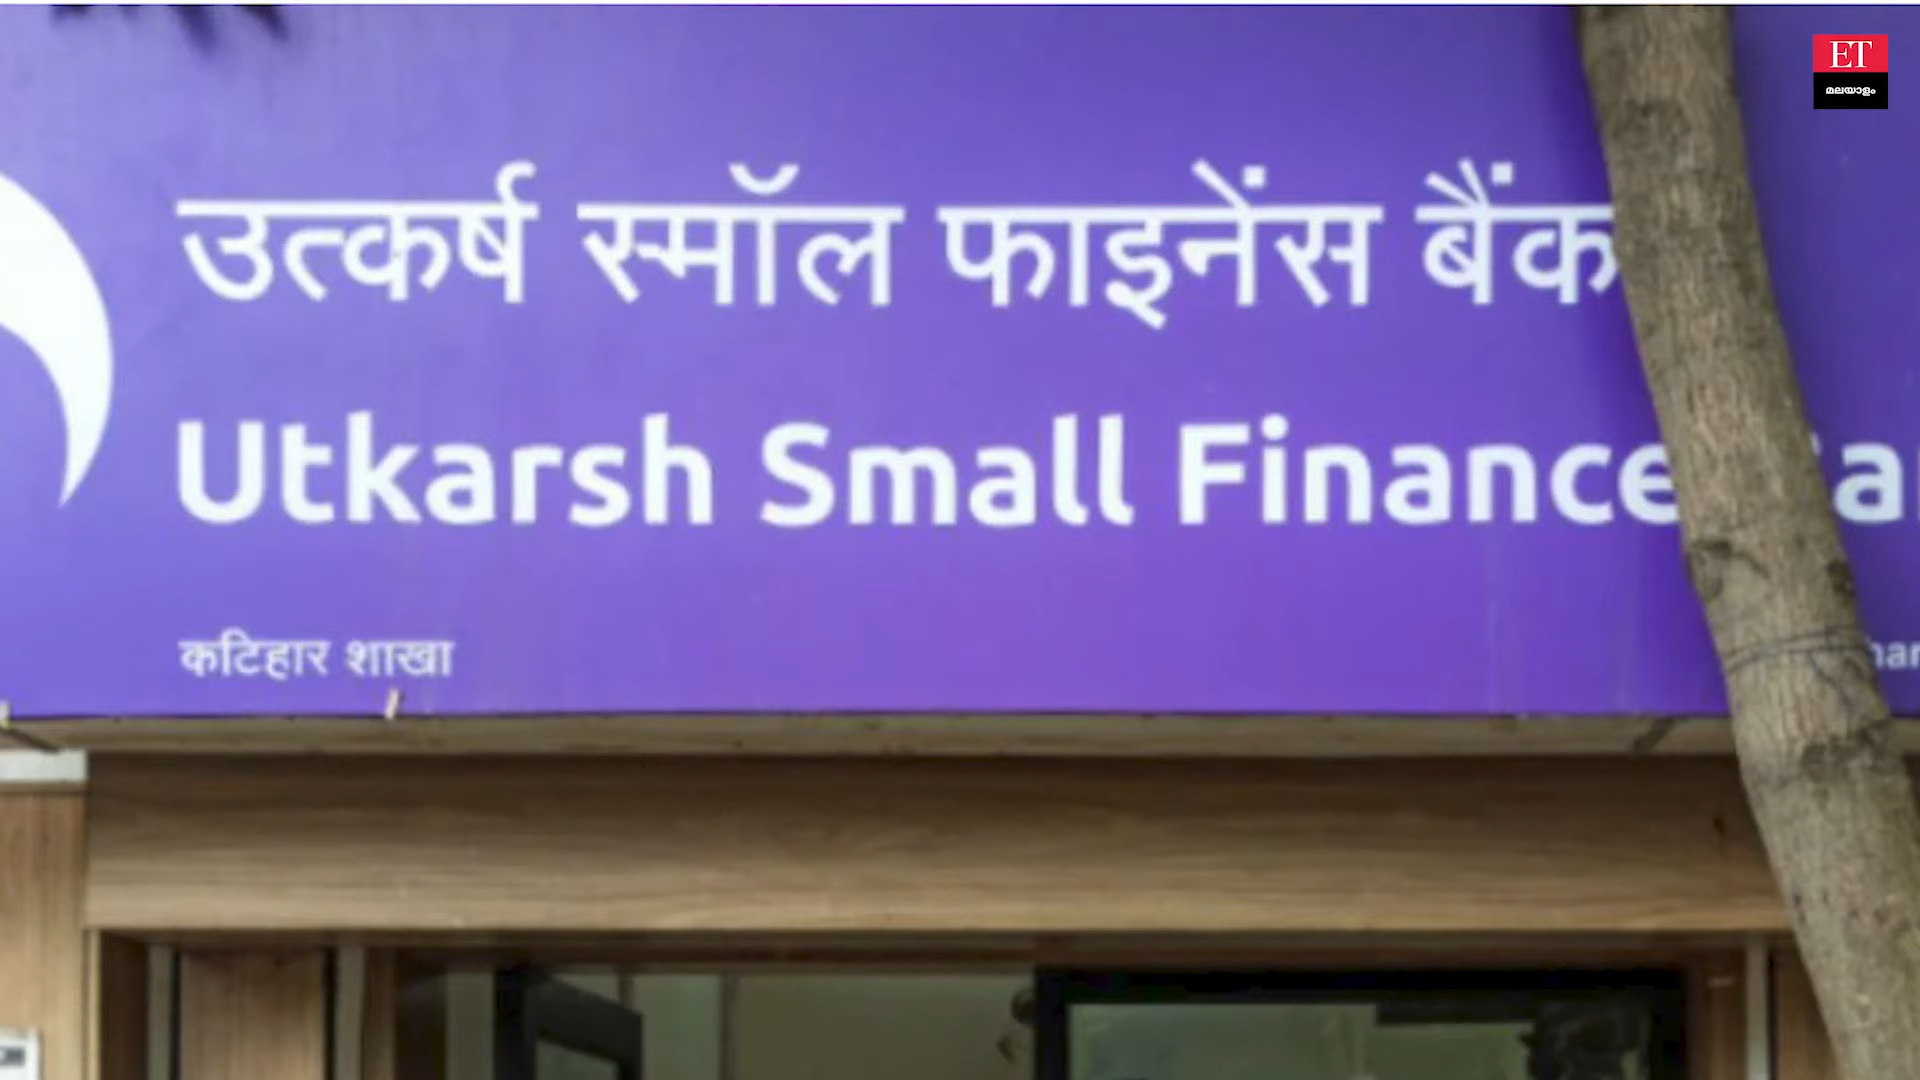 ET
മലയാളം
उत्कर्ष स्मॉल फाइनेंस बैंक
Utkarsh Small Finance
कटिहार शाखा